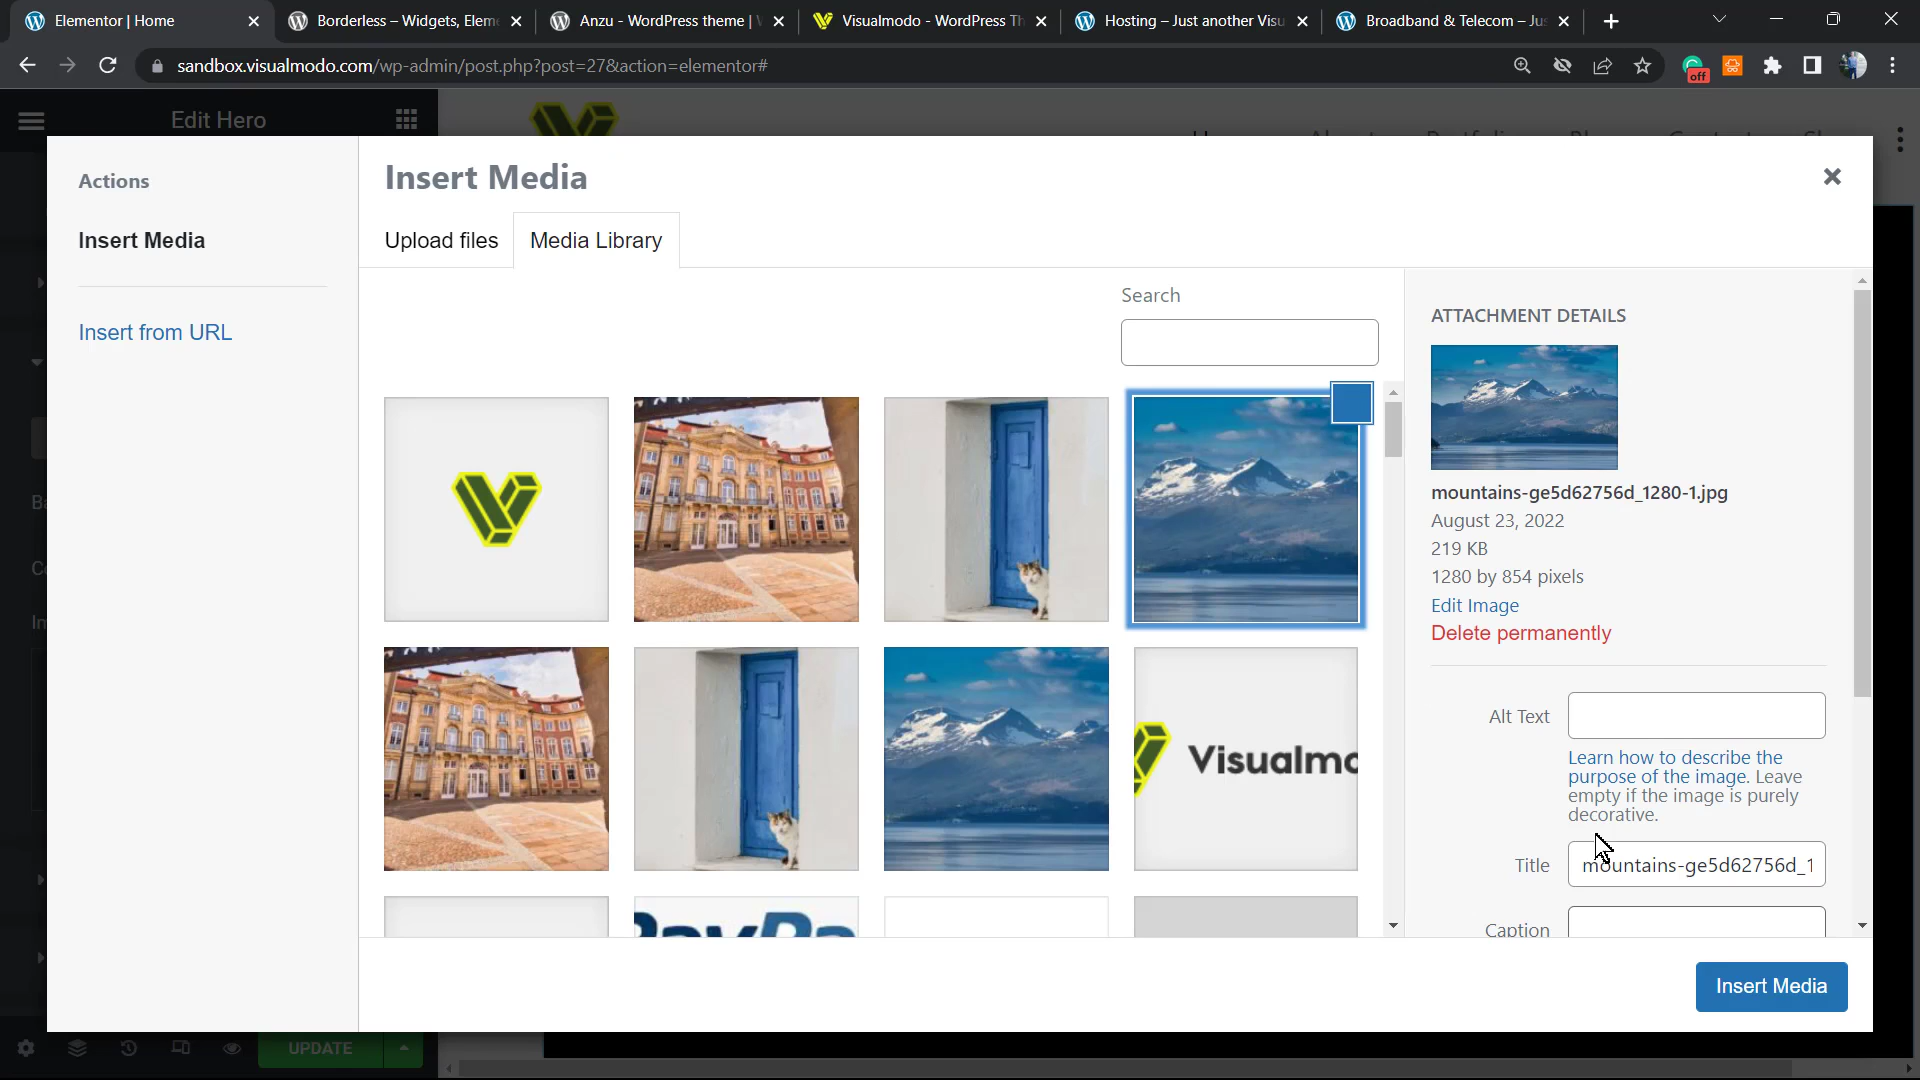 Elementor | Home
Borderless – Widgets, Elem
Anzu - WordPress theme |
Visualmodo - WordPress Th
Hosting – Just another Visu
Broadband & Telecom – Jus
sandbox.visualmodo.com/wp-admin/post.php?post=27&action=elementor#
off
Edit Hero
Actions
Insert Media
Insert from URL
Insert Media
Upload files
Media Library
Search
Visualmo
PayPa
ATTACHMENT DETAILS
mountains-ge5d62756d_1280-1.jpg
August 23, 2022
219 KB
1280 by 854 pixels
Edit Image
Delete permanently
Alt Text
Learn how to describe the
purpose of the image. Leave
empty if the image is purely
decorative.
Title
mountains-ge5d62756d_1
Caption
Insert Media
UPDATE